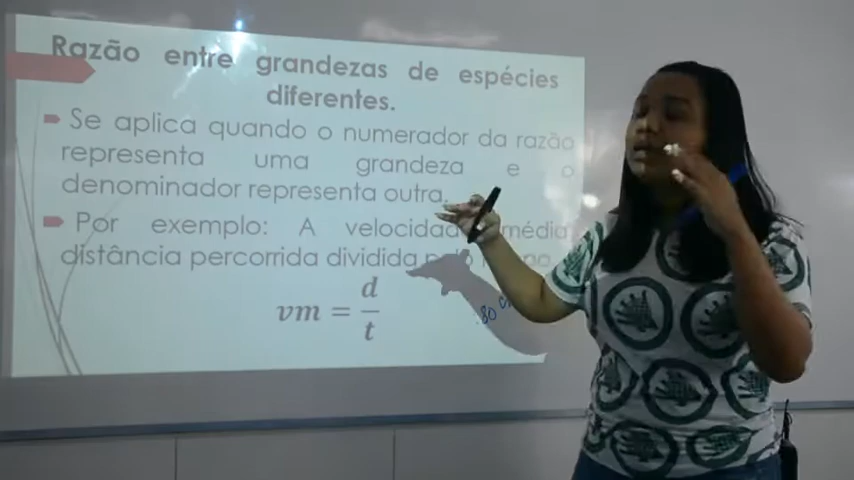 Razão entre grandezas de espécies
diferentes.
Se aplica quando o numerador da razão
representa uma grandeza e o
denominador representa outra.
Por exemplo: A velocidade média
distância percorrida dividida
vm = d/t
80